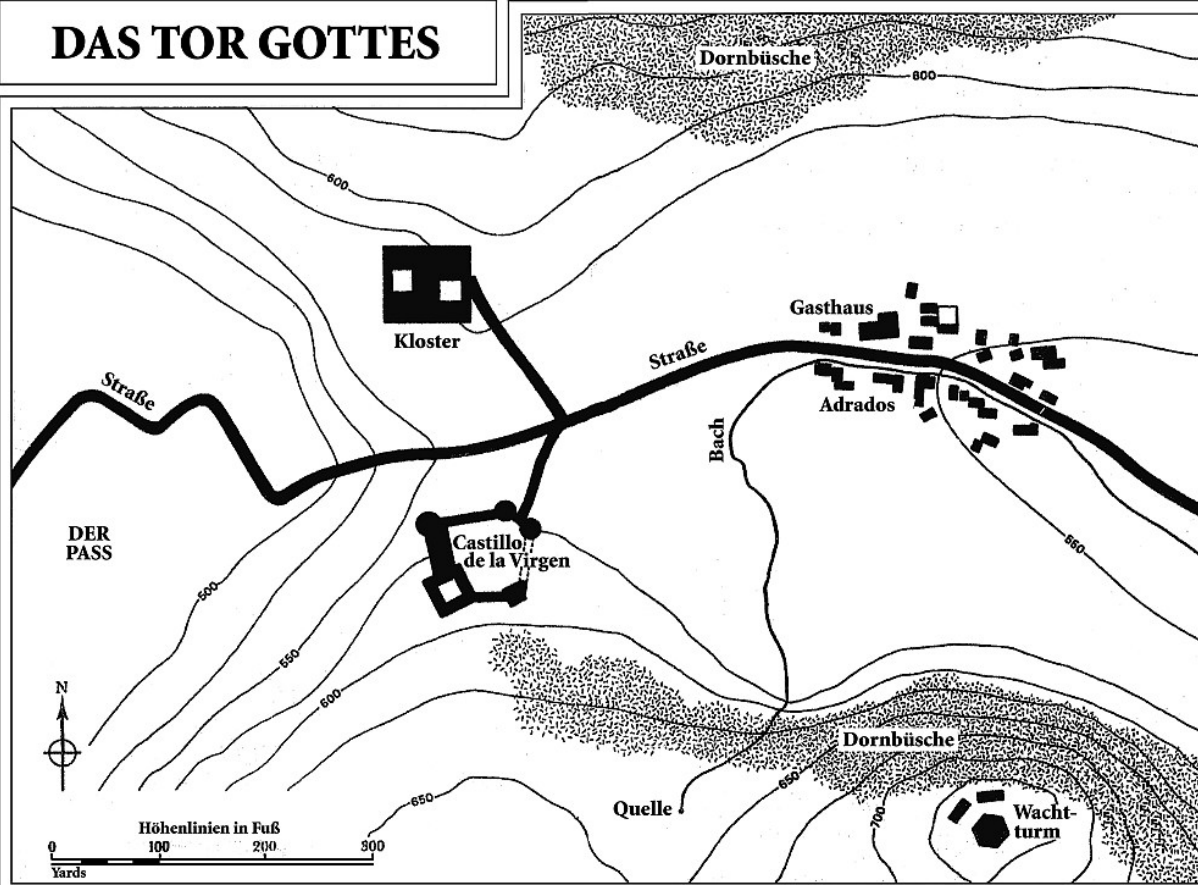 DAS TOR GOTTES
Dornbüsche
800
600
Gasthaus
Kloster
Straße
Straße
Adrados
Bach
DER
PASS
Castillo
de la Virgen
550
500
550
600
N
Dornbüsche
650
650
Quelle
700
Wacht-
turm
Höhenlinien in Fuß
0 100 200 300
Yards